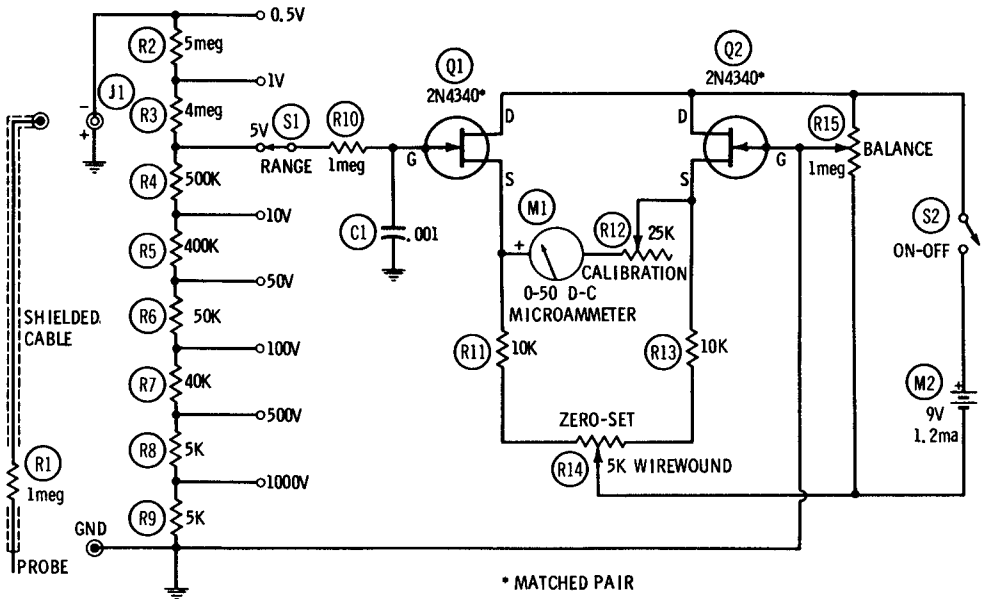 0.5V
R2
5meg
1V
J1
-
+
R3
4meg
5V
S1
RANGE
R10
1meg
G
Q1
2N4340*
D
S
Q2
2N4340*
D
S
G
R15
1meg
BALANCE
R4
500K
10V
C1
.001
M1
+
0-50 D-C
MICROAMMETER
R12
25K
CALIBRATION
S2
ON-OFF
R5
400K
50V
R6
50K
SHIELDED
CABLE
100V
R11
10K
R13
10K
R7
40K
M2
+
9V
1.2ma
500V
ZERO-SET
R14
5K WIREWOUND
R8
5K
R1
1meg
1000V
R9
5K
GND
PROBE
* MATCHED PAIR